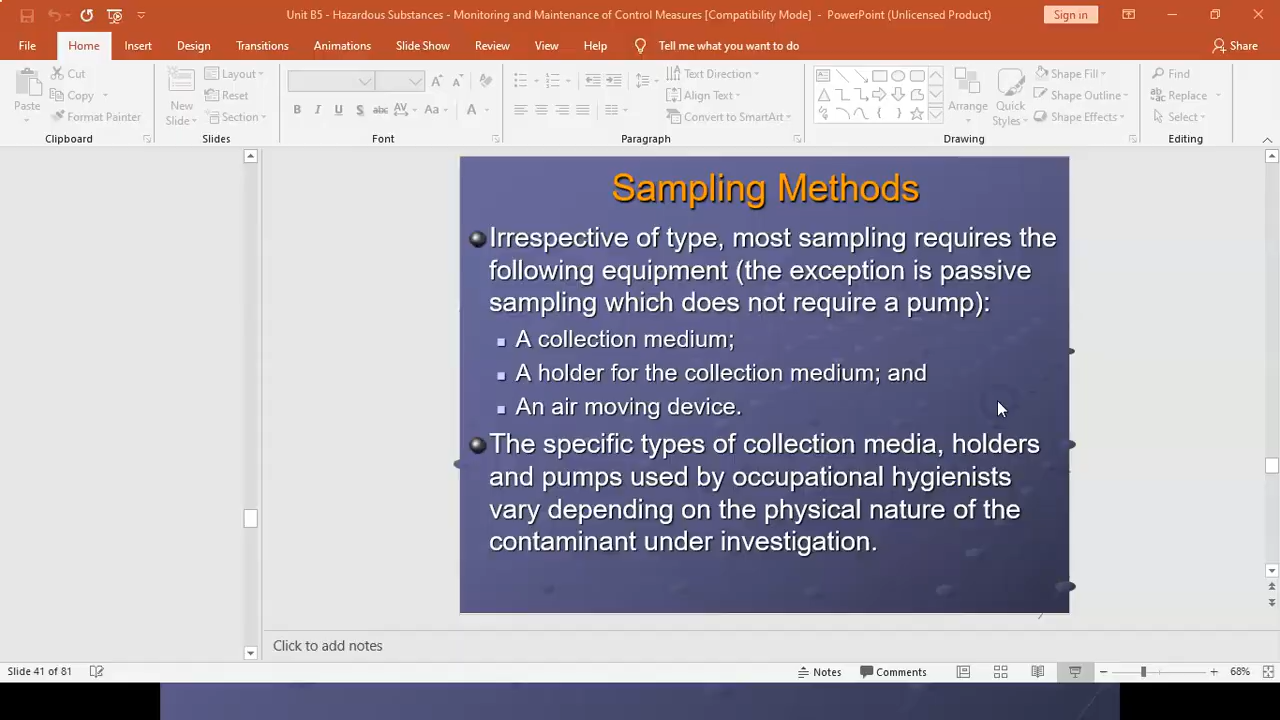 Unit B5 - Hazardous Substances - Monitoring and Maintenance of Control Measures [Compatibility Mode] - PowerPoint (Unlicensed Product)
Sign in
File Home Insert Design Transitions Animations Slide Show Review View Help Tell me what you want to do Share
Paste
Cut
Copy
Format Painter
Clipboard
New Slide
Layout
Reset
Section
Slides
B I U S abc AV Aa A
Font
Text Direction
Align Text
Convert to SmartArt
Paragraph
Arrange
Quick Styles
Shape Fill
Shape Outline
Shape Effects
Drawing
Find
Replace
Select
Editing
Sampling Methods
Irrespective of type, most sampling requires the
following equipment (the exception is passive
sampling which does not require a pump):
A collection medium;
A holder for the collection medium; and
An air moving device.
The specific types of collection media, holders
and pumps used by occupational hygienists
vary depending on the physical nature of the
contaminant under investigation.
Click to add notes
Slide 41 of 81
Notes Comments 68%